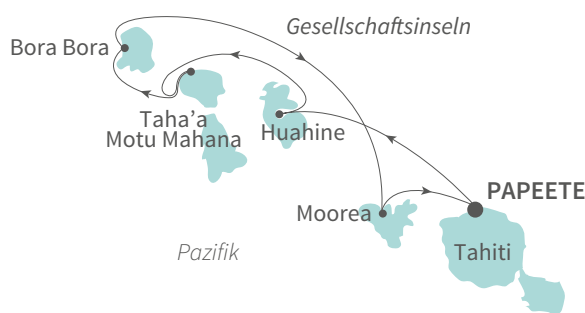 Gesellschaftsinseln
Bora Bora
Taha’a
Motu Mahana
Huahine
PAPEETE
Moorea
Tahiti
Pazifik